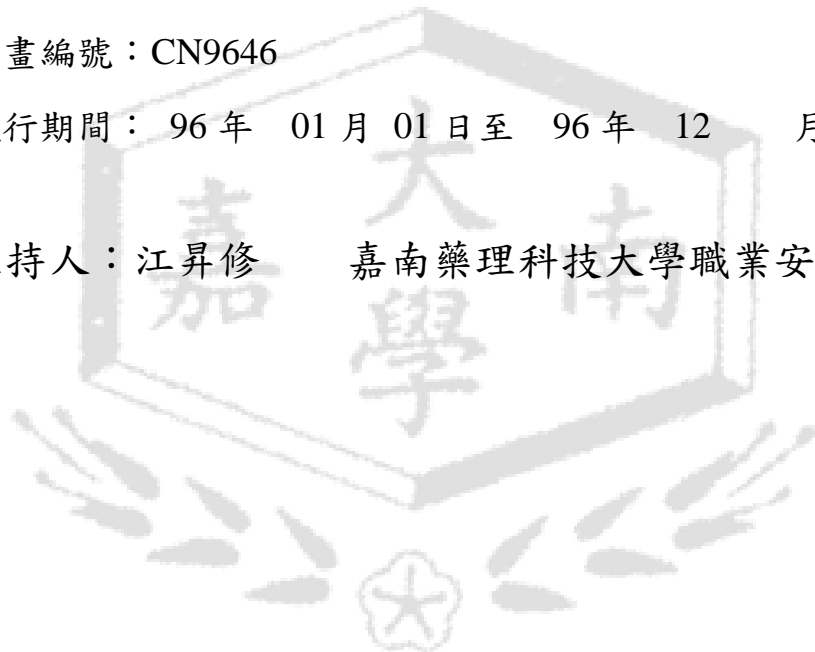 畫編號：CN9646
行期間： 96 年 01 月 01 日至 96 年 12 月
持人：江昇修 嘉南藥理科技大學職業安
大
嘉 南
學